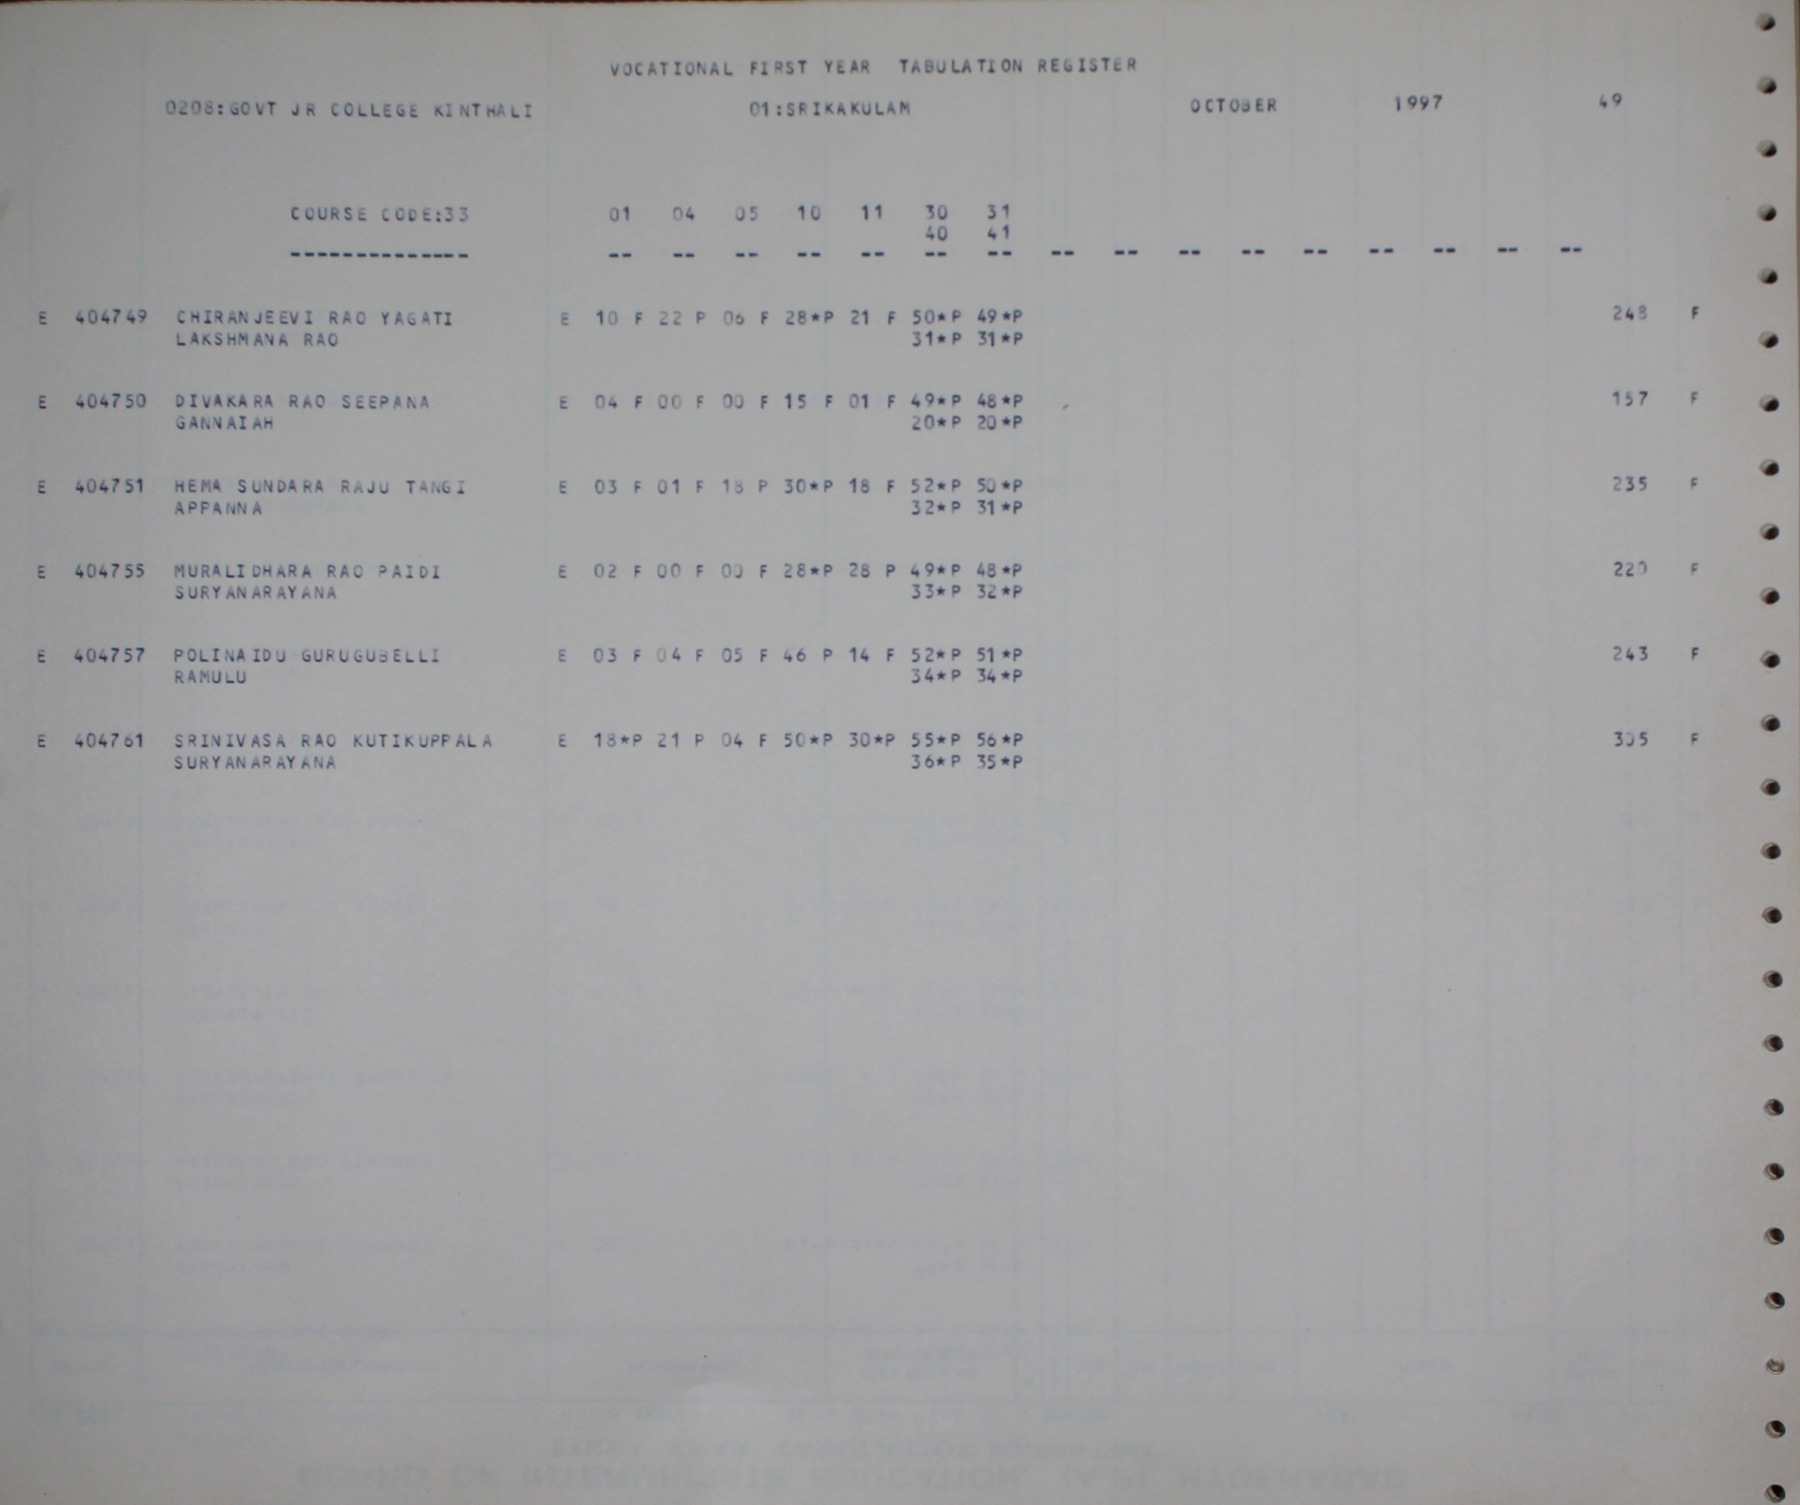 VOCATIONAL FIRST YEAR TABULATION REGISTER
0208:GOVT JR COLLEGE KINTHALI 01:SRIKAKULAM OCTOBER 1997 49
COURSE CODE:33 01 04 05 10 11 30 31
40 41
-------------- -- -- -- -- -- -- -- -- -- -- -- -- -- -- -- --
E 404749 CHIRANJEEVI RAO YAGATI E 10 F 22 P 06 F 28*P 21 F 50*P 49*P 248 F
LAKSHMANA RAO 31*P 31*P
E 404750 DIVAKARA RAO SEEPANA E 04 F 00 F 00 F 15 F 01 F 49*P 48*P 157 F
GANNAIAH 20*P 20*P
E 404751 HEMA SUNDARA RAJU TANGI E 03 F 01 F 18 P 30*P 18 F 52*P 50*P 235 F
APPANNA 32*P 31*P
E 404755 MURALIDHARA RAO PAIDI E 02 F 00 F 00 F 28*P 28 P 49*P 48*P 220 F
SURYANARAYANA 33*P 32*P
E 404757 POLINAIDU GURUGUBELLI E 03 F 04 F 05 F 46 P 14 F 52*P 51*P 243 F
RAMULU 34*P 34*P
E 404761 SRINIVASA RAO KUTIKUPPALA E 18*P 21 P 04 F 50*P 30*P 55*P 56*P 305 F
SURYANARAYANA 36*P 35*P